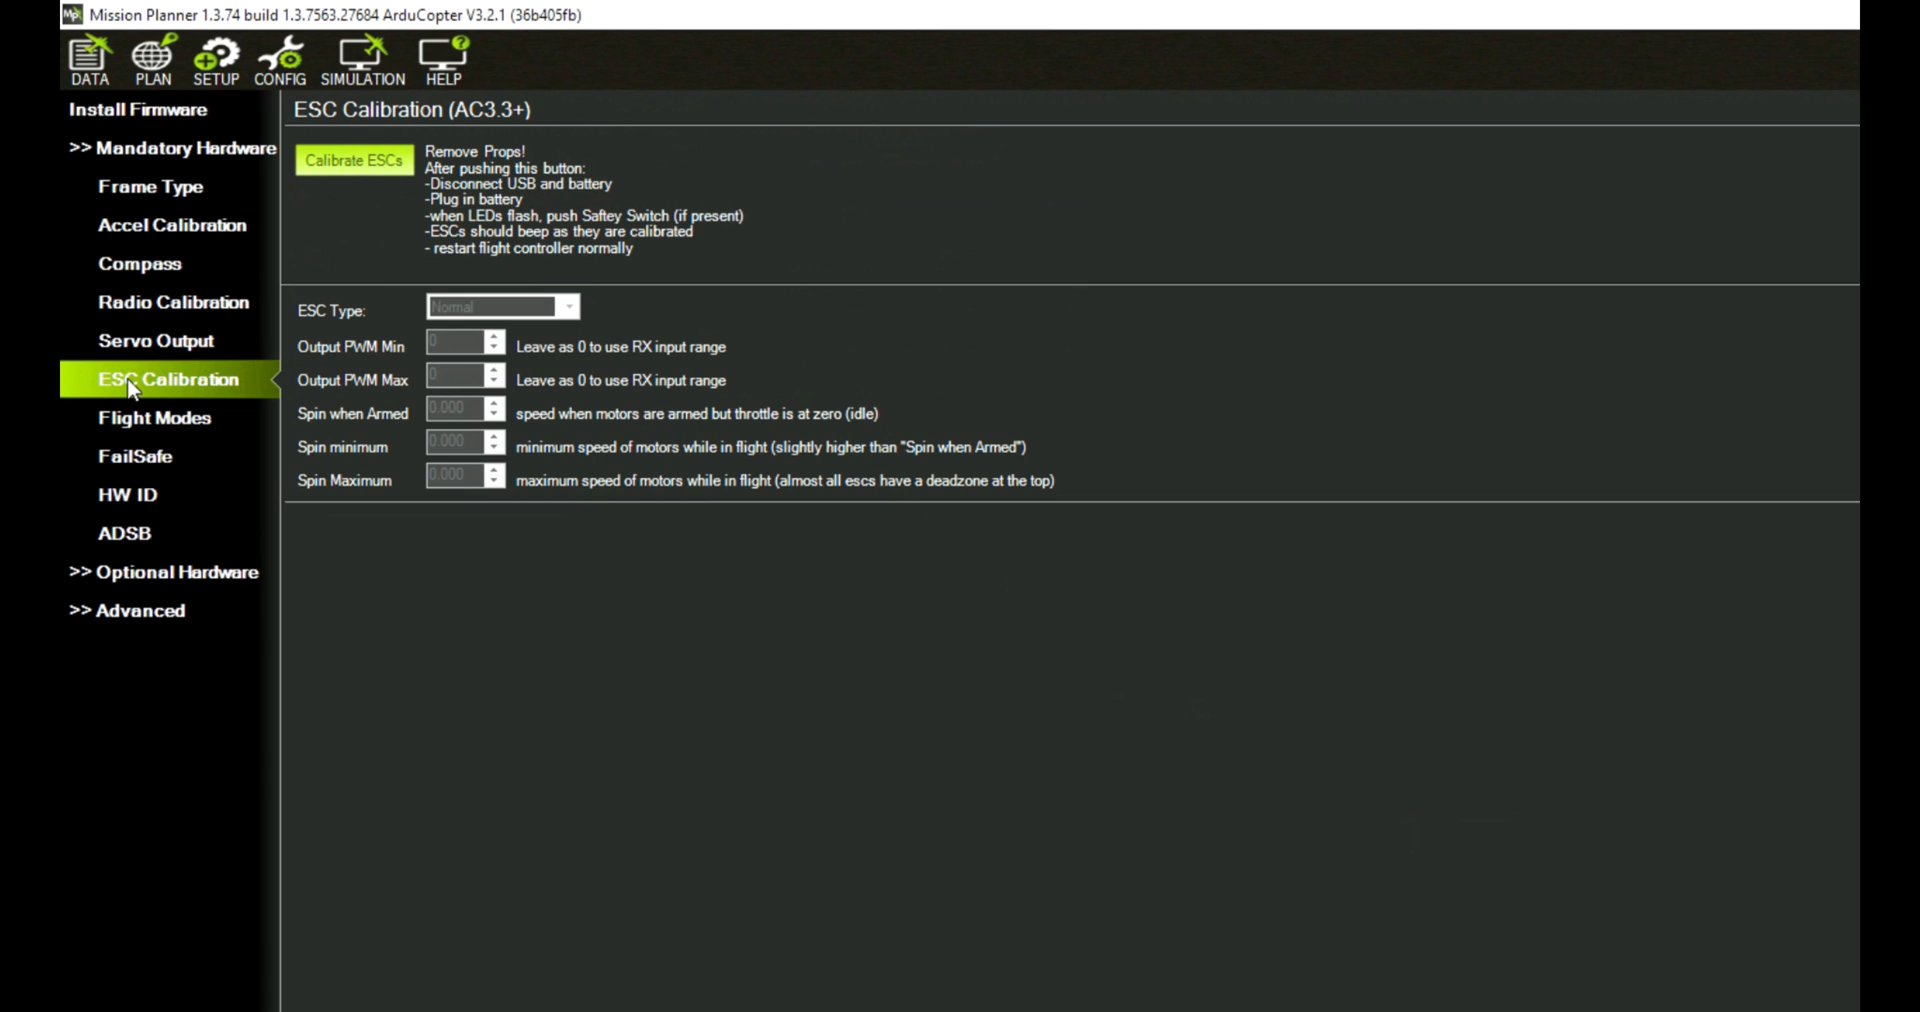 Mission Planner 1.3.74 build 1.3.7563.27684 ArduCopter V3.2.1 (36b405fb)
DATA PLAN SETUP CONFIG SIMULATION HELP
Install Firmware
>> Mandatory Hardware
Frame Type
Accel Calibration
Compass
Radio Calibration
Servo Output
ESC Calibration
Flight Modes
FailSafe
HW ID
ADSB
>> Optional Hardware
>> Advanced
ESC Calibration (AC3.3+)
Calibrate ESCs
Remove Props!
After pushing this button:
-Disconnect USB and battery
-Plug in battery
-when LEDs flash, push Saftey Switch (if present)
-ESCs should beep as they are calibrated
- restart flight controller normally
ESC Type: Normal
Output PWM Min 0 Leave as 0 to use RX input range
Output PWM Max 0 Leave as 0 to use RX input range
Spin when Armed 0.000 speed when motors are armed but throttle is at zero (idle)
Spin minimum 0.000 minimum speed of motors while in flight (slightly higher than "Spin when Armed")
Spin Maximum 0.000 maximum speed of motors while in flight (almost all escs have a deadzone at the top)